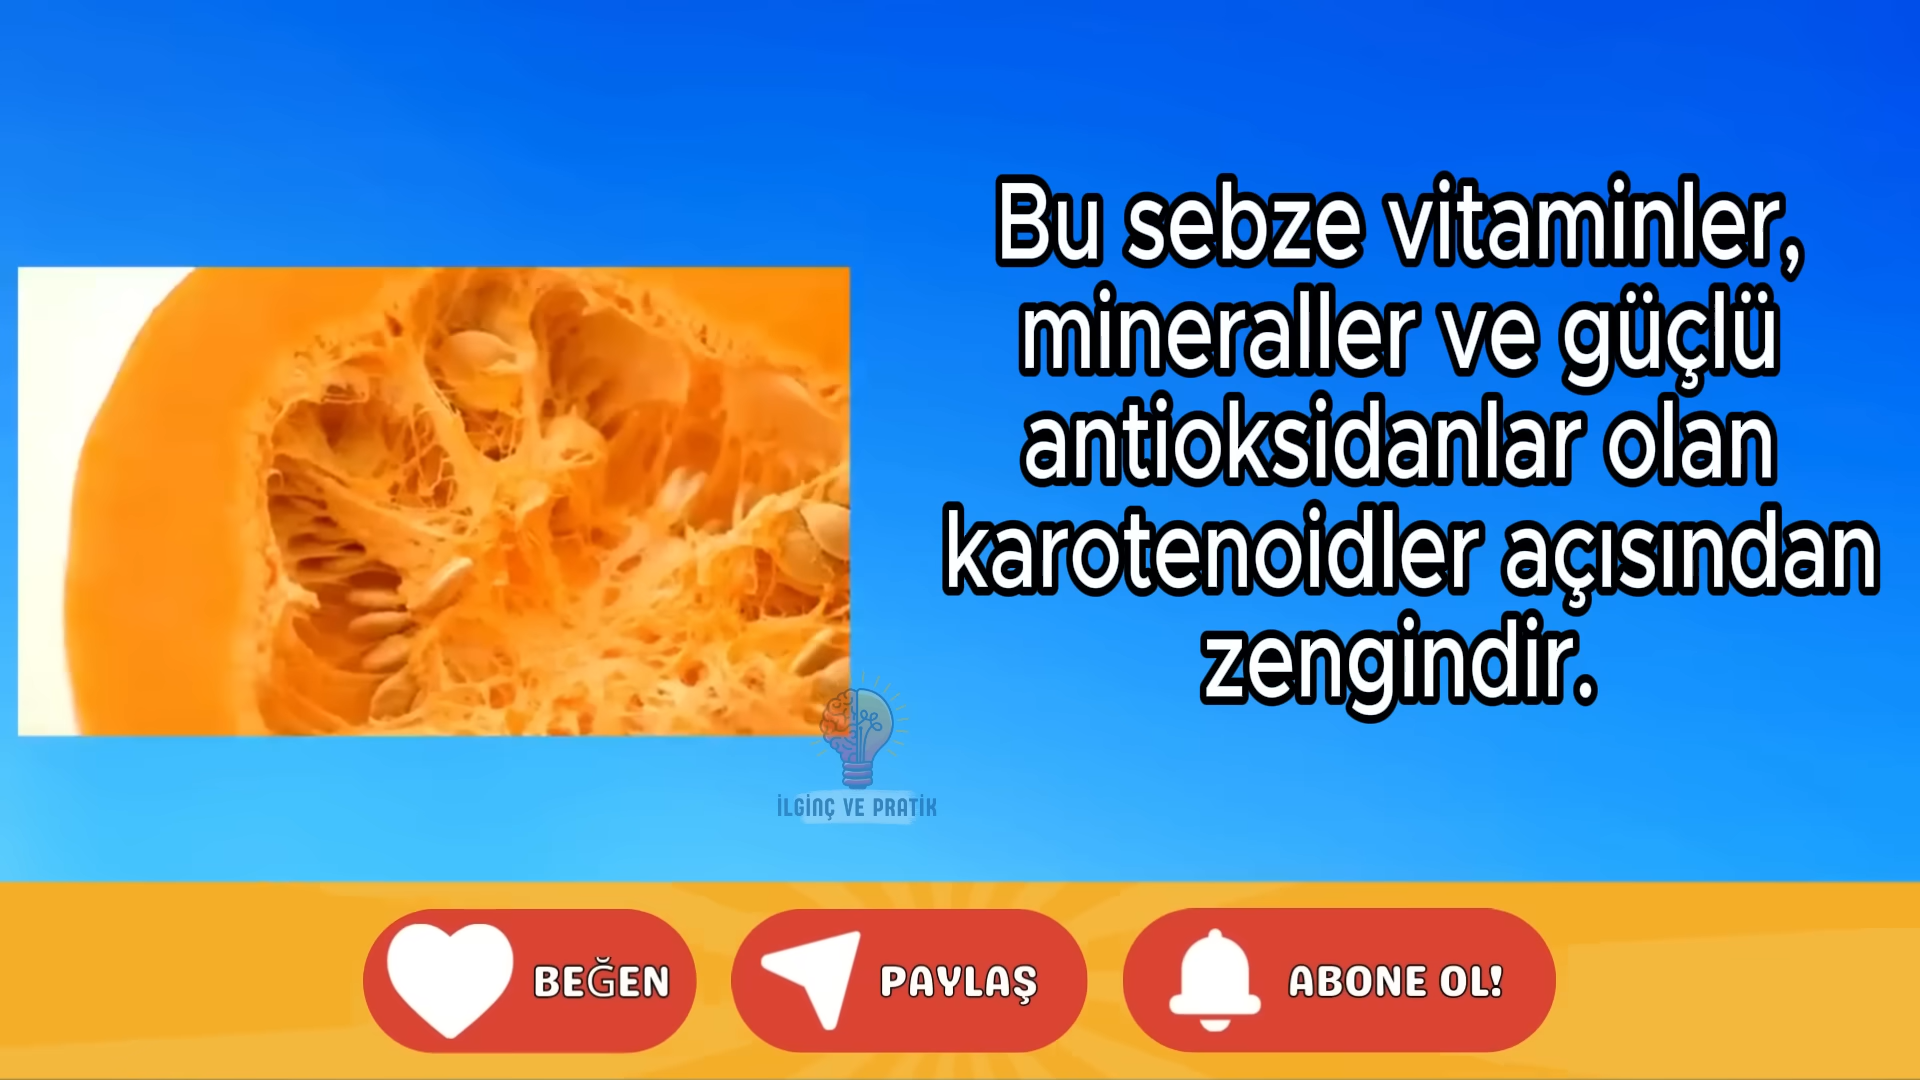 Bu sebze vitaminler,
mineraller ve güçlü
antioksidanlar olan
karotenoidler açısından
zengindir.
İLGİNÇ VE PRATİK
BEĞEN
PAYLAŞ
ABONE OL!